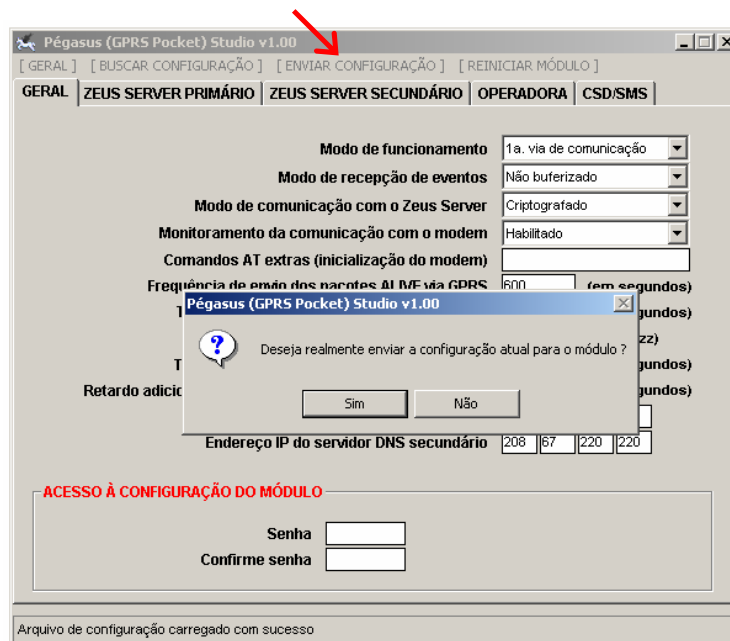 Pégasus (GPRS Pocket) Studio v1.00
[ GERAL ] [ BUSCAR CONFIGURAÇÃO ] [ ENVIAR CONFIGURAÇÃO ] [ REINICIAR MÓDULO ]
GERAL ZEUS SERVER PRIMÁRIO ZEUS SERVER SECUNDÁRIO OPERADORA CSD/SMS
Modo de funcionamento 1a. via de comunicação
Modo de recepção de eventos Não buferizado
Modo de comunicação com o Zeus Server Criptografado
Monitoramento da comunicação com o modem Habilitado
Comandos AT extras (inicialização do modem)
Frequência de envio dos pacotes ALIVE via GPRS 600 (em segundos)
Pégasus (GPRS Pocket) Studio v1.00
Deseja realmente enviar a configuração atual para o módulo ?
Sim Não
Retardo adicic
Endereço IP do servidor DNS secundário 208 67 220 220
ACESSO À CONFIGURAÇÃO DO MÓDULO
Senha
Confirme senha
Arquivo de configuração carregado com sucesso